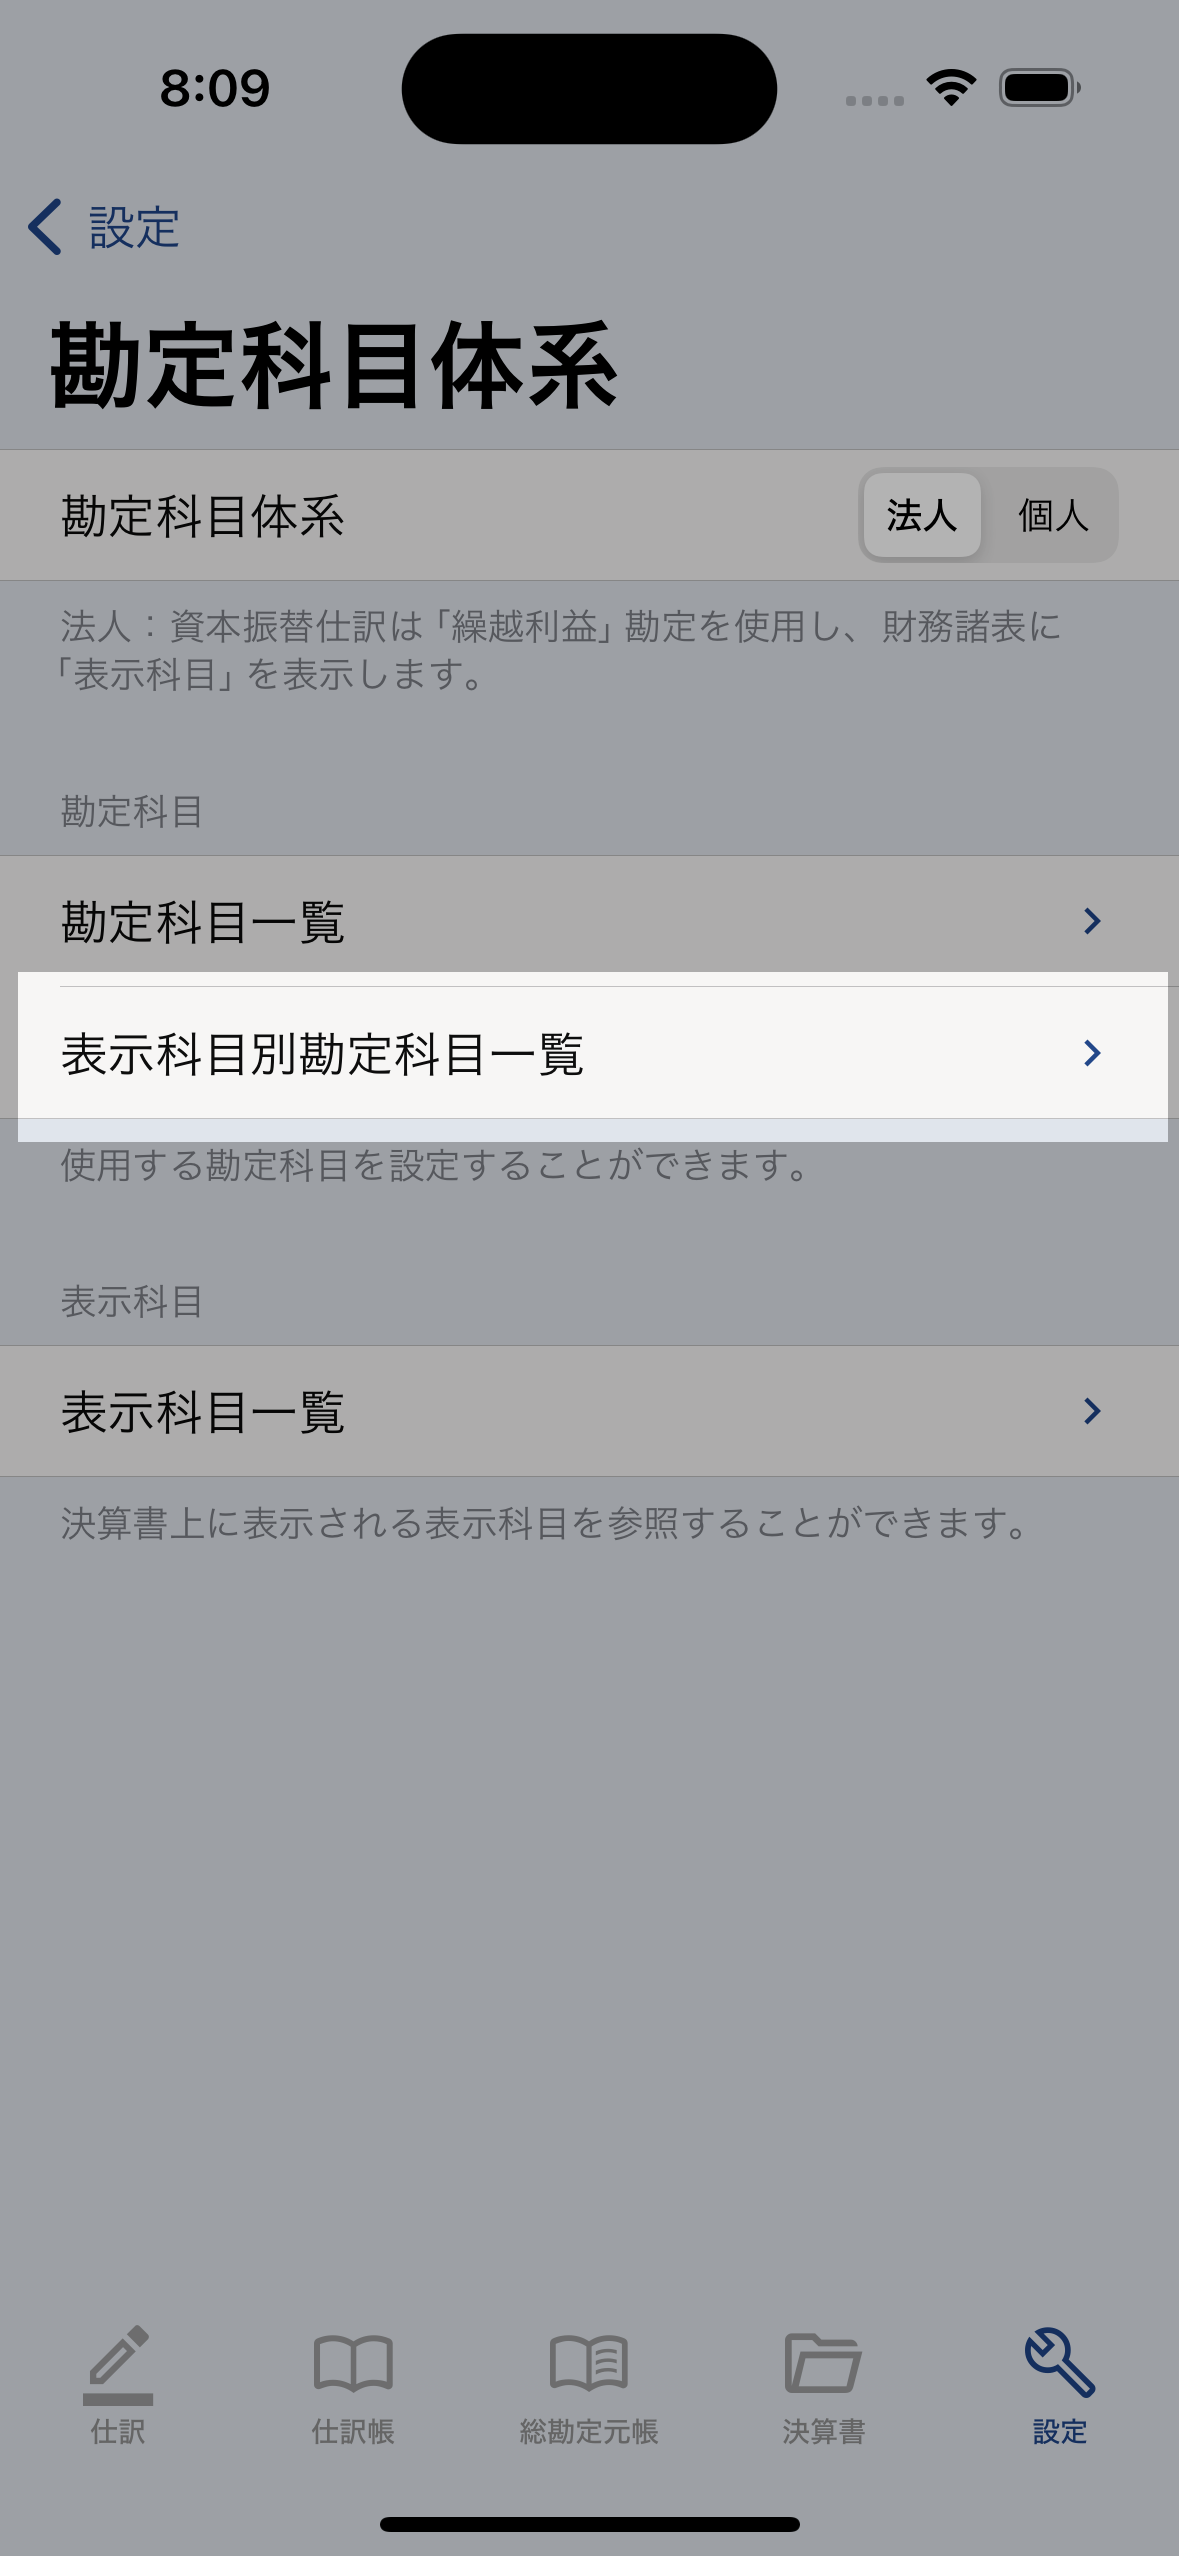 8:09
設定
勘定科目体系
勘定科目体系
法人
個人
法人：資本振替仕訳は「繰越利益」勘定を使用し、財務諸表に
「表示科目」を表示します。
勘定科目
勘定科目一覧
表示科目別勘定科目一覧
使用する勘定科目を設定することができます。
表示科目
表示科目一覧
決算書上に表示される表示科目を参照することができます。
仕訳
仕訳帳
総勘定元帳
決算書
設定